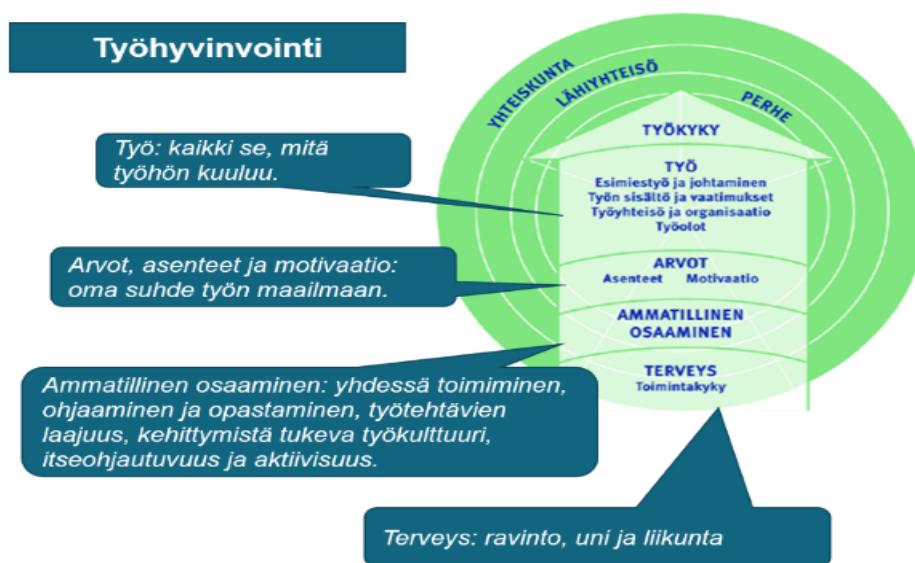 Työhyvinvointi
YHTEISKUNTA
LÄHIYHTEISÖ
PERHE
TYÖKYKY
Työ: kaikki se, mitä
työhön kuuluu.
TYÖ
Esimiestyö ja johtaminen
Työn sisältö ja vaatimukset
Työyhteisö ja organisaatio
Työolot
Arvot, asenteet ja motivaatio:
oma suhde työn maailmaan.
ARVOT
Asenteet Motivaatio
AMMATILLINEN
OSAAMINEN
Ammatillinen osaaminen: yhdessä toimiminen,
ohjaaminen ja opastaminen, työtehtävien
laajuus, kehittymistä tukeva työkulttuuri,
itseohjautuvuus ja aktiivisuus.
TERVEYS
Toimintakyky
Terveys: ravinto, uni ja liikunta